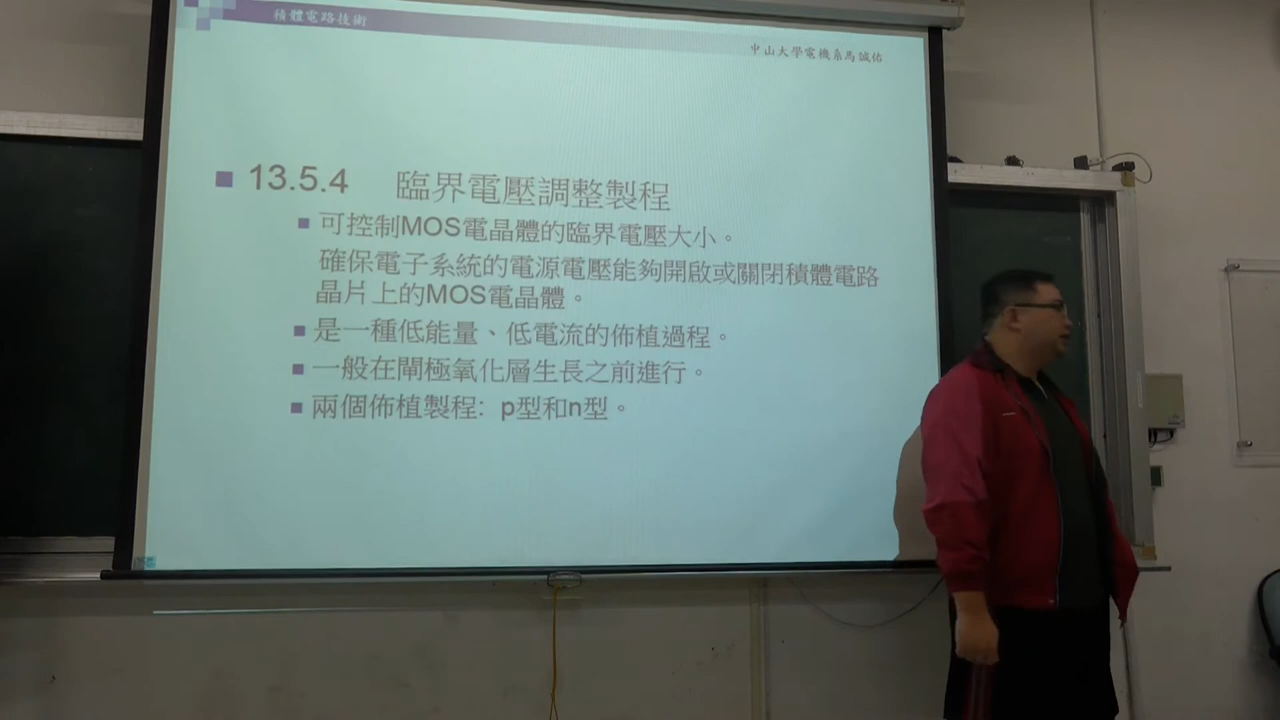 積體電路技術
中山大學電機系馬誠佑
13.5.4 臨界電壓調整製程
可控制MOS電晶體的臨界電壓大小。
確保電子系統的電源電壓能夠開啟或關閉積體電路
晶片上的MOS電晶體。
是一種低能量、低電流的佈植過程。
一般在閘極氧化層生長之前進行。
兩個佈植製程: p型和n型。